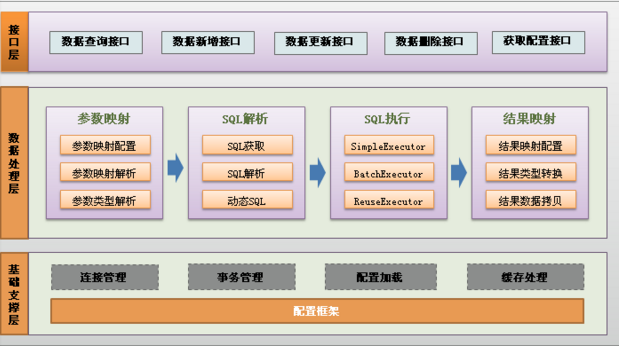 接口层
数据查询接口
数据新增接口
数据更新接口
数据删除接口
获取配置接口
数据处理层
参数映射
参数映射配置
参数映射解析
参数类型解析
SQL解析
SQL获取
SQL解析
动态SQL
SQL执行
SimpleExecutor
BatchExecutor
ReuseExecutor
结果映射
结果映射配置
结果类型转换
结果数据拷贝
基础支撑层
连接管理
事务管理
配置加载
缓存处理
配置框架